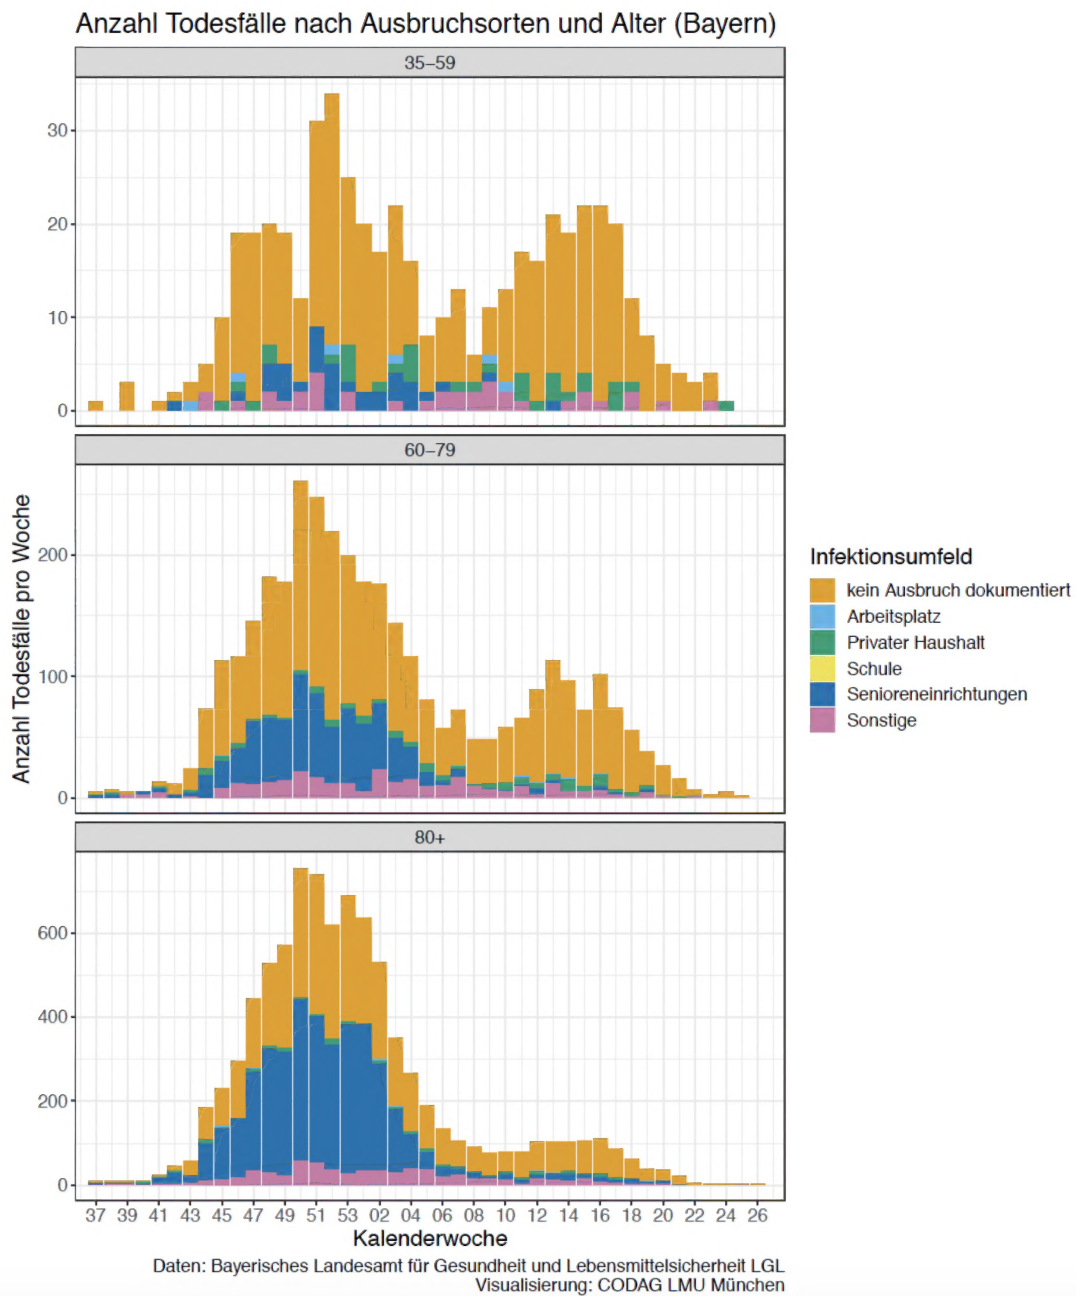 Anzahl Todesfälle nach Ausbruchsorten und Alter (Bayern)
35–59
30
20
10
0
60–79
200
100
0
80+
600
400
200
0
37 39 41 43 45 47 49 51 53 02 04 06 08 10 12 14 16 18 20 22 24 26
Kalenderwoche
Anzahl Todesfälle pro Woche
Infektionsumfeld
kein Ausbruch dokumentiert
Arbeitsplatz
Privater Haushalt
Schule
Senioreneinrichtungen
Sonstige
Daten: Bayerisches Landesamt für Gesundheit und Lebensmittelsicherheit LGL
Visualisierung: CODAG LMU München